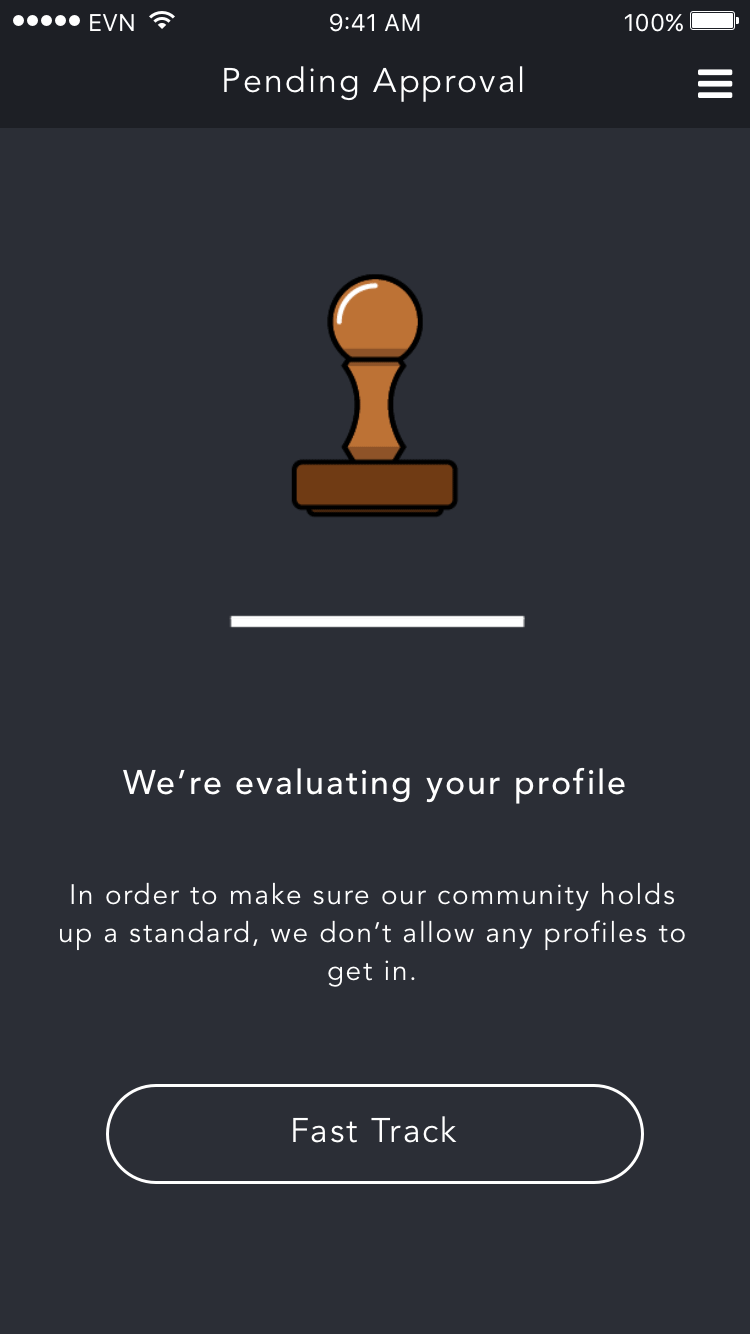 EVN 9:41 AM 100%
Pending Approval
We’re evaluating your profile
In order to make sure our community holds
up a standard, we don’t allow any profiles to
get in.
Fast Track